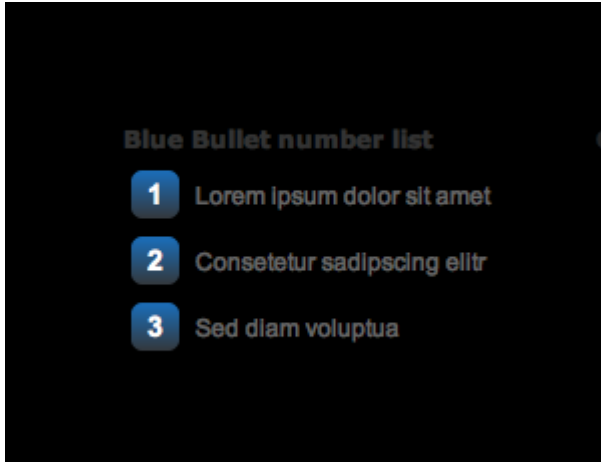 Blue Bullet number list
1 Lorem ipsum dolor sit amet
2 Consetetur sadipscing elitr
3 Sed diam voluptua